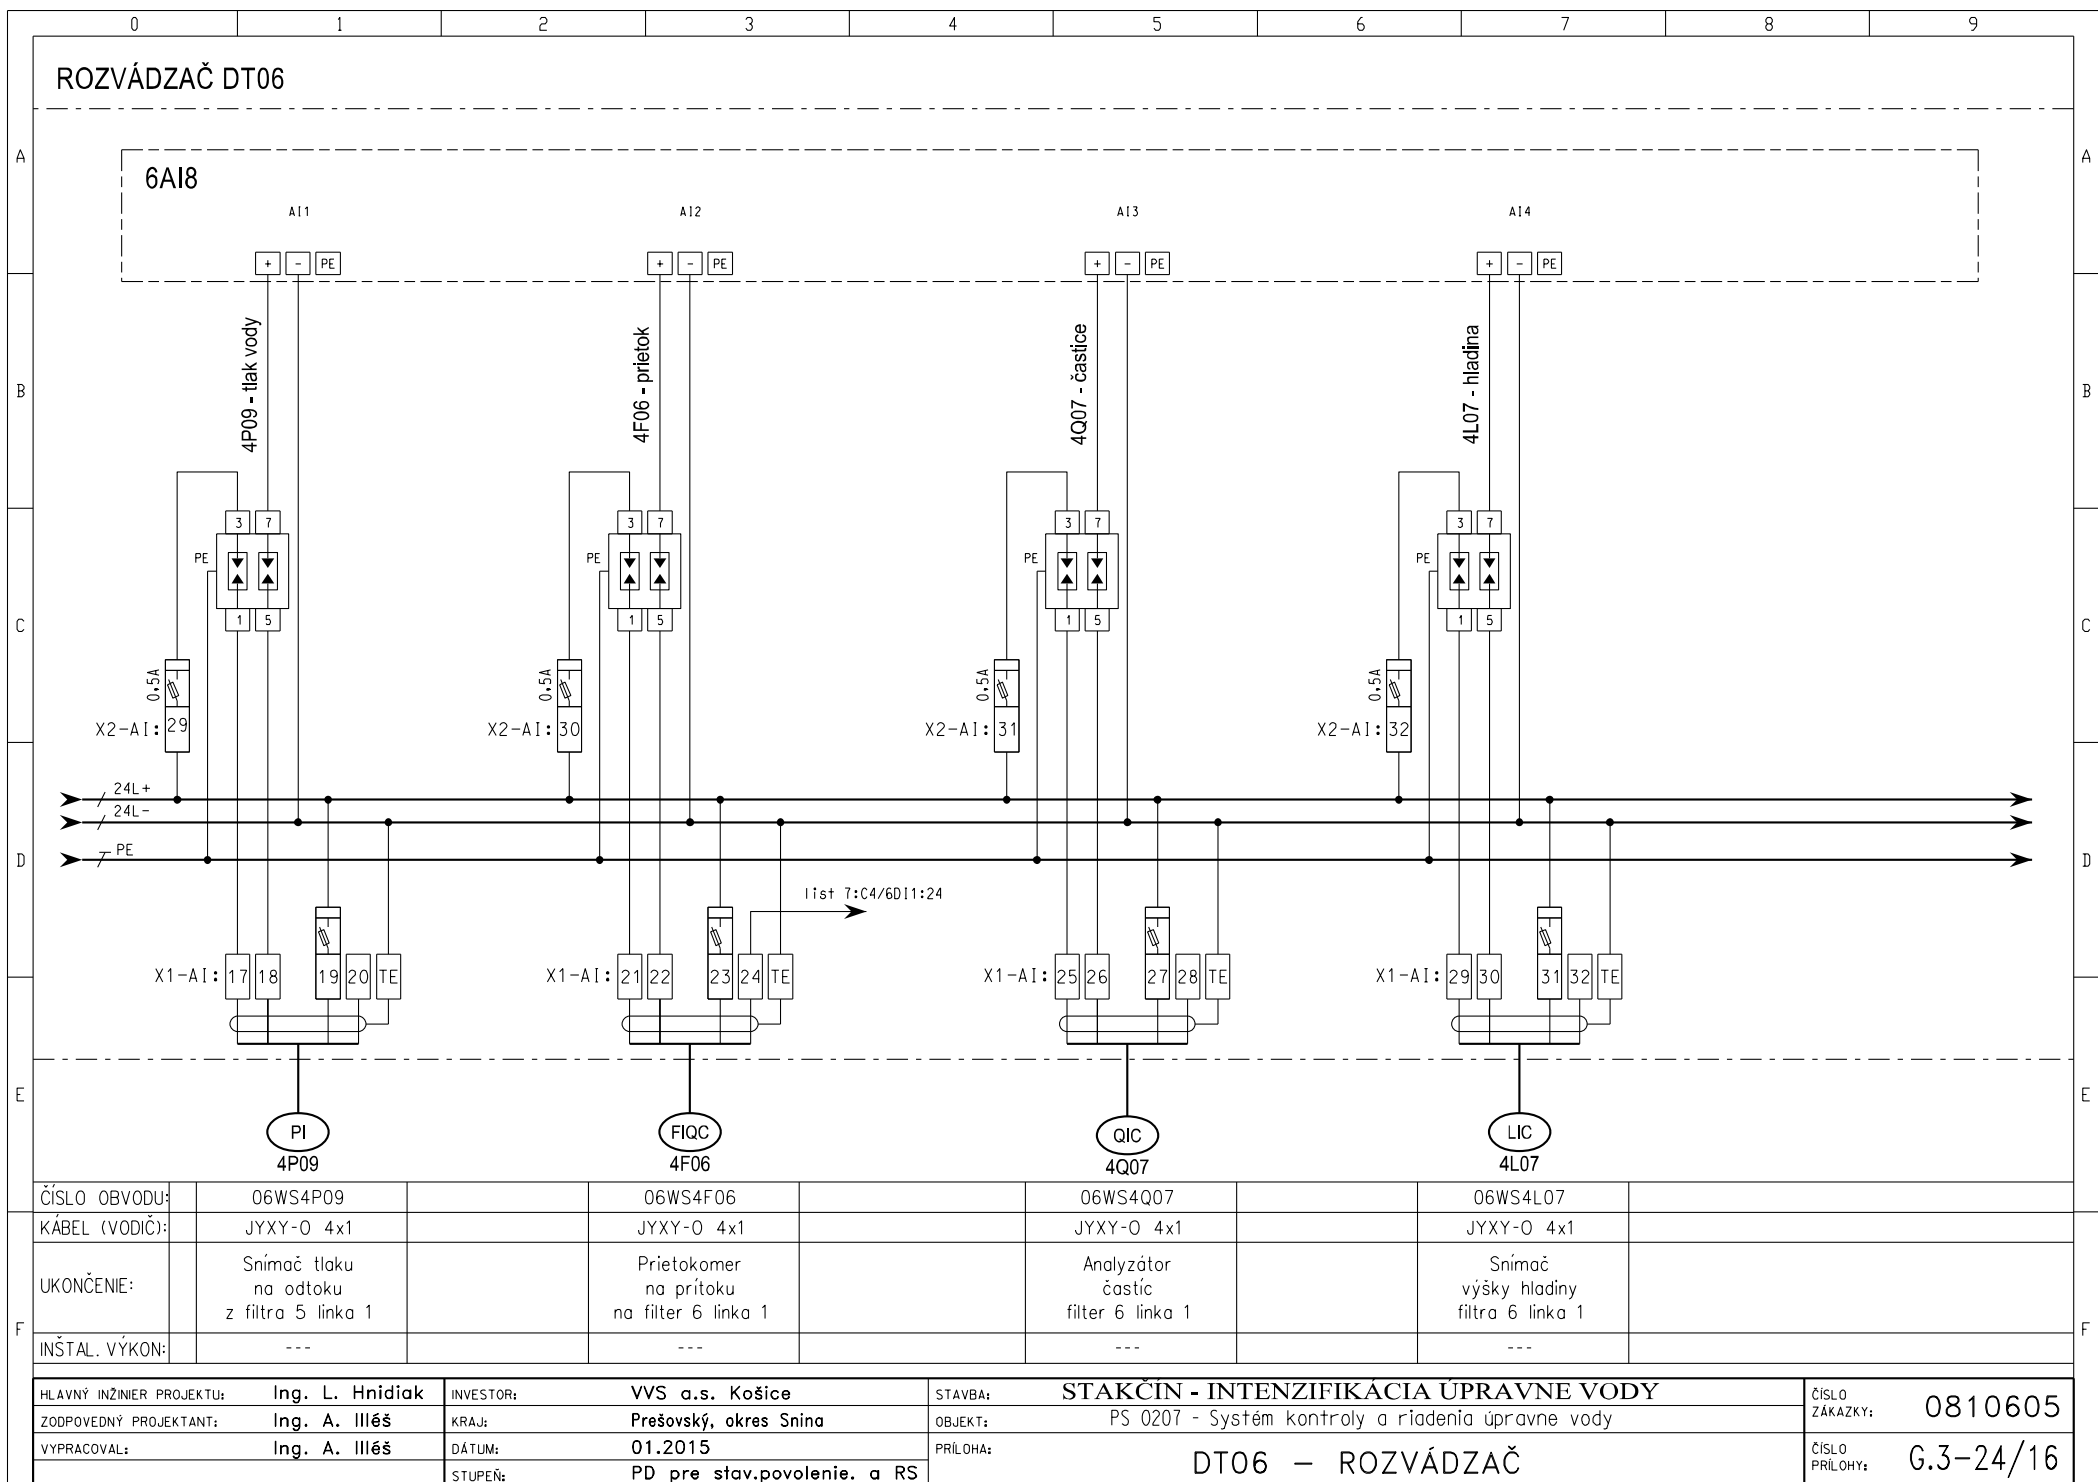 0 1 2 3 4 5 6 7 8 9
ROZVÁDZAČ DT06
A A
6AI8
AI1 AI2 AI3 AI4
+ - PE + - PE + - PE + - PE
4P09 - tlak vody
4F06 - prietok
4Q07 - častice
4L07 - hladina
B B
3 7 3 7 3 7 3 7
PE PE PE PE
1 5 1 5 1 5 1 5
C C
0,5A 0,5A 0,5A 0,5A
X2-AI: 29 X2-AI: 30 X2-AI: 31 X2-AI: 32
24L+
24L-
PE
D D
list 7:C4/6DI1:24
X1-AI: 17 18 19 20 TE X1-AI: 21 22 23 24 TE X1-AI: 25 26 27 28 TE X1-AI: 29 30 31 32 TE
E E
PI FIQC QIC LIC
4P09 4F06 4Q07 4L07
ČÍSLO OBVODU: 06WS4P09 06WS4F06 06WS4Q07 06WS4L07
KÁBEL (VODIČ): JYXY-O 4x1 JYXY-O 4x1 JYXY-O 4x1 JYXY-O 4x1
UKONČENIE:
Snímač tlaku
na odtoku
z filtra 5 linka 1
Prietokomer
na prítoku
na filter 6 linka 1
Analyzátor
častíc
filter 6 linka 1
Snímač
výšky hladiny
filtra 6 linka 1
F F
INŠTAL. VÝKON: --- --- --- ---
HLAVNÝ INŽINIER PROJEKTU: Ing. L. Hnidiak
ZODPOVEDNÝ PROJEKTANT: Ing. A. Illéš
VYPRACOVAL: Ing. A. Illéš
INVESTOR: VVS a.s. Košice
KRAJ: Prešovský, okres Snina
DÁTUM: 01.2015
STUPEŇ: PD pre stav.povolenie. a RS
STAVBA: STAKČÍN - INTENZIFIKÁCIA ÚPRAVNE VODY
OBJEKT: PS 0207 - Systém kontroly a riadenia úpravne vody
PRÍLOHA: DT06 – ROZVÁDZAČ
ČÍSLO
ZÁKAZKY: 0810605
ČÍSLO
PRÍLOHY: G.3-24/16